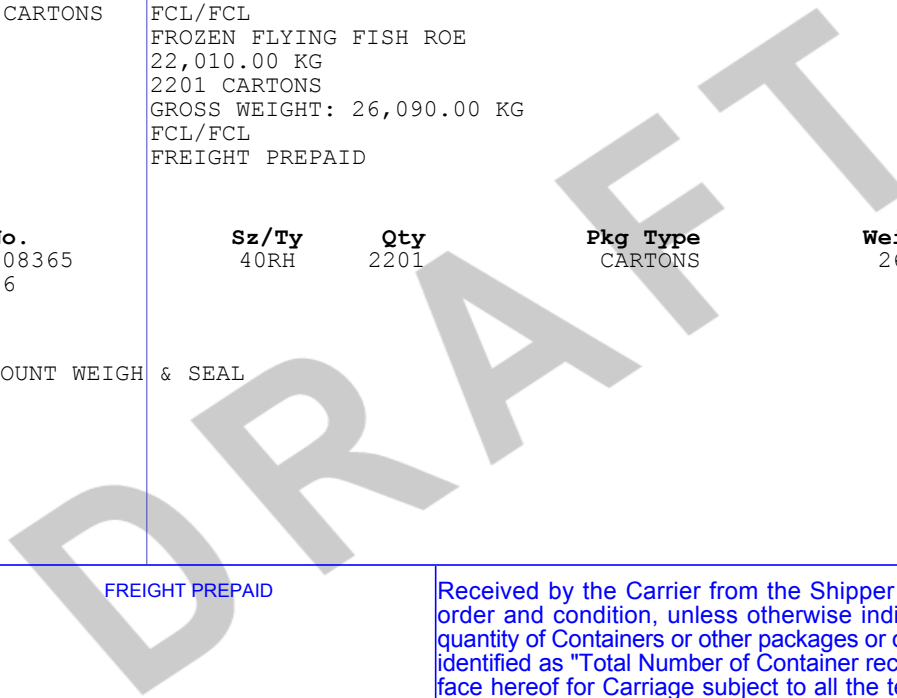 CARTONS FCL/FCL
FROZEN FLYING FISH ROE
22,010.00 KG
2201 CARTONS
GROSS WEIGHT: 26,090.00 KG
FCL/FCL
FREIGHT PREPAID
Sz/Ty Qty Pkg Type
08365 40RH 2201 CARTONS
6
WEIGH & SEAL
DRAFT
FREIGHT PREPAID
Received by the Carrier from the Shipper
order and condition, unless otherwise
quantity of Containers or other packages or
identified as "Total Number of Container
face hereof for Carriage subject to all the